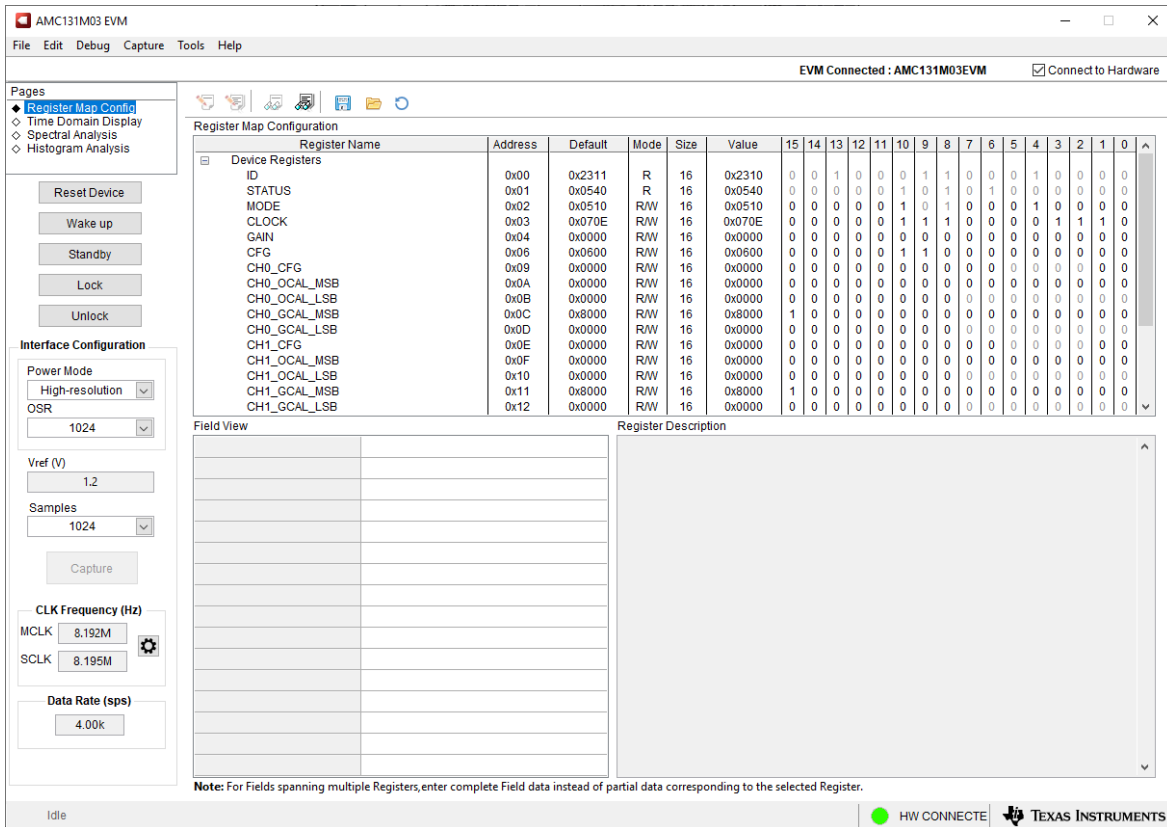 AMC131M03 EVM
File Edit Debug Capture Tools Help
EVM Connected : AMC131M03EVM Connect to Hardware
Pages
Register Map Config
Time Domain Display
Spectral Analysis
Histogram Analysis
Reset Device
Wake up
Standby
Lock
Unlock
Interface Configuration
Power Mode
High-resolution
OSR
1024
Vref (V)
1.2
Samples
1024
Capture
CLK Frequency (Hz)
MCLK 8.192M
SCLK 8.195M
Data Rate (sps)
4.00k
Register Map Configuration
Register Name Address Default Mode Size Value 15 14 13 12 11 10 9 8 7 6 5 4 3 2 1 0
Device Registers
ID 0x00 0x2311 R 16 0x2310 0 0 1 0 0 0 1 1 0 0 0 1 0 0 0 0
STATUS 0x01 0x0540 R 16 0x0540 0 0 0 0 0 1 0 1 0 1 0 0 0 0 0 0
MODE 0x02 0x0510 R/W 16 0x0510 0 0 0 0 0 1 0 1 0 0 0 1 0 0 0 0
CLOCK 0x03 0x070E R/W 16 0x070E 0 0 0 0 0 1 1 1 0 0 0 0 1 1 1 0
GAIN 0x04 0x0000 R/W 16 0x0000 0 0 0 0 0 0 0 0 0 0 0 0 0 0 0 0
CFG 0x06 0x0600 R/W 16 0x0600 0 0 0 0 0 1 1 0 0 0 0 0 0 0 0 0
CH0_CFG 0x09 0x0000 R/W 16 0x0000 0 0 0 0 0 0 0 0 0 0 0 0 0 0 0 0
CH0_OCAL_MSB 0x0A 0x0000 R/W 16 0x0000 0 0 0 0 0 0 0 0 0 0 0 0 0 0 0 0
CH0_OCAL_LSB 0x0B 0x0000 R/W 16 0x0000 0 0 0 0 0 0 0 0 0 0 0 0 0 0 0 0
CH0_GCAL_MSB 0x0C 0x8000 R/W 16 0x8000 1 0 0 0 0 0 0 0 0 0 0 0 0 0 0 0
CH0_GCAL_LSB 0x0D 0x0000 R/W 16 0x0000 0 0 0 0 0 0 0 0 0 0 0 0 0 0 0 0
CH1_CFG 0x0E 0x0000 R/W 16 0x0000 0 0 0 0 0 0 0 0 0 0 0 0 0 0 0 0
CH1_OCAL_MSB 0x0F 0x0000 R/W 16 0x0000 0 0 0 0 0 0 0 0 0 0 0 0 0 0 0 0
CH1_OCAL_LSB 0x10 0x0000 R/W 16 0x0000 0 0 0 0 0 0 0 0 0 0 0 0 0 0 0 0
CH1_GCAL_MSB 0x11 0x8000 R/W 16 0x8000 1 0 0 0 0 0 0 0 0 0 0 0 0 0 0 0
CH1_GCAL_LSB 0x12 0x0000 R/W 16 0x0000 0 0 0 0 0 0 0 0 0 0 0 0 0 0 0 0
Field View
Register Description
Note: For Fields spanning multiple Registers,enter complete Field data instead of partial data corresponding to the selected Register.
Idle
HW CONNECTE
TEXAS INSTRUMENTS